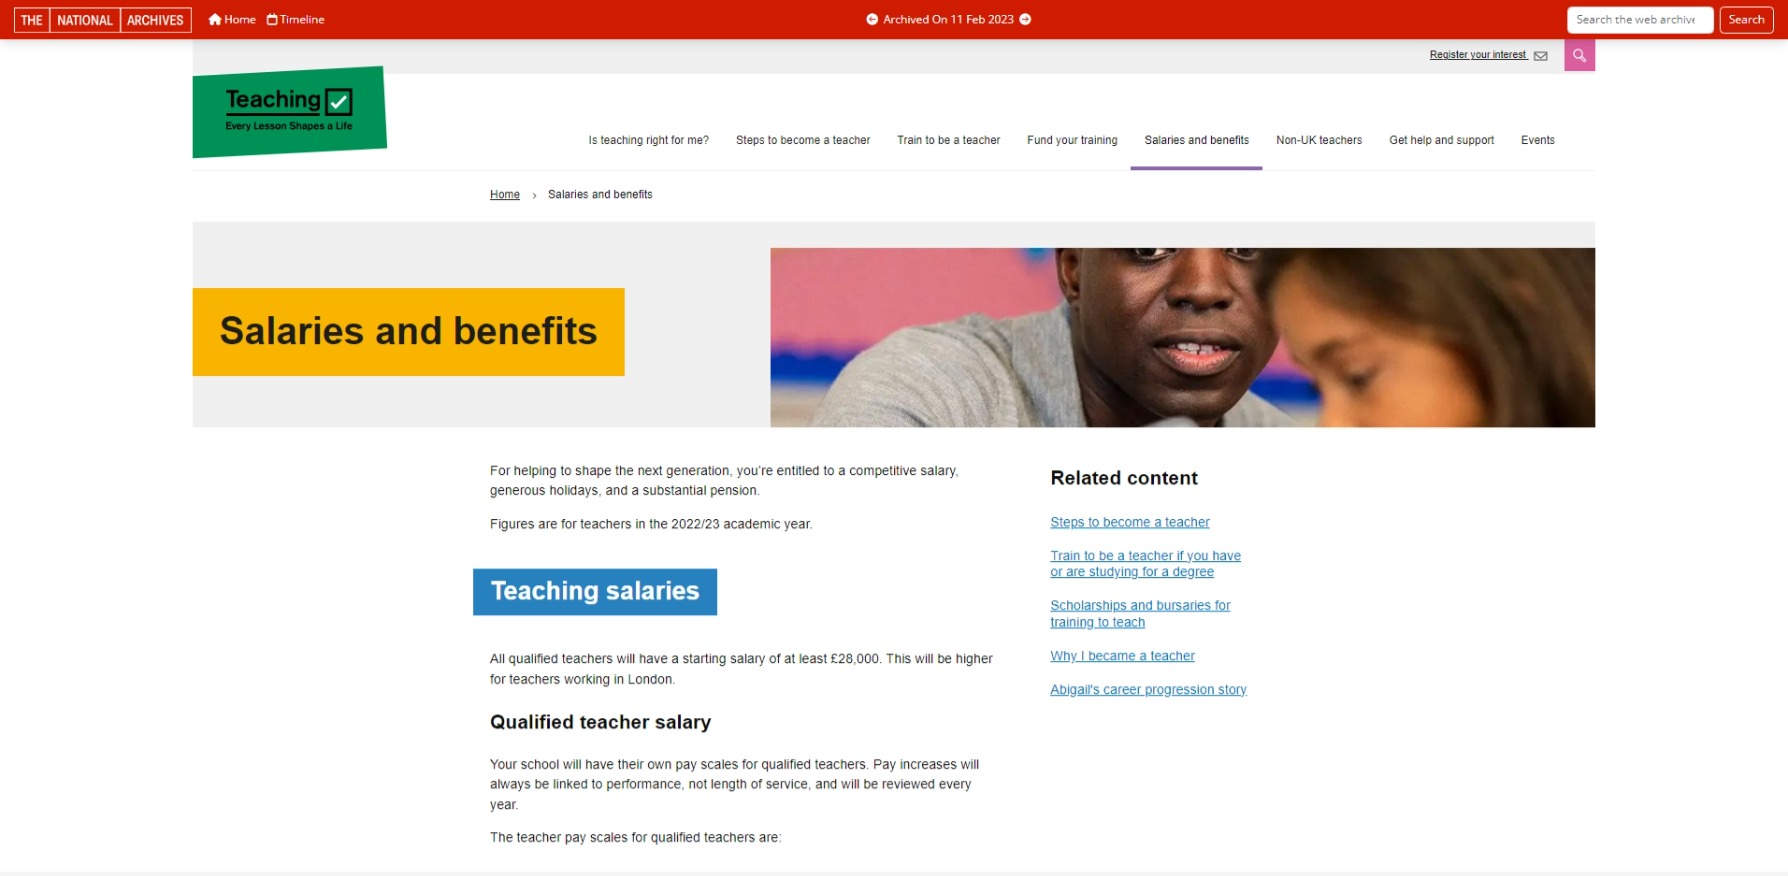 THE NATIONAL ARCHIVES Home Timeline Archived On 11 Feb 2023 Search the web archive Search
Register your interest
Teaching
Every Lesson Shapes a Life
Is teaching right for me? Steps to become a teacher Train to be a teacher Fund your training Salaries and benefits Non-UK teachers Get help and support Events
Home › Salaries and benefits
Salaries and benefits
For helping to shape the next generation, you're entitled to a competitive salary,
generous holidays, and a substantial pension.
Figures are for teachers in the 2022/23 academic year.
Teaching salaries
All qualified teachers will have a starting salary of at least £28,000. This will be higher
for teachers working in London.
Qualified teacher salary
Your school will have their own pay scales for qualified teachers. Pay increases will
always be linked to performance, not length of service, and will be reviewed every
year.
The teacher pay scales for qualified teachers are:
Related content
Steps to become a teacher
Train to be a teacher if you have
or are studying for a degree
Scholarships and bursaries for
training to teach
Why I became a teacher
Abigail's career progression story